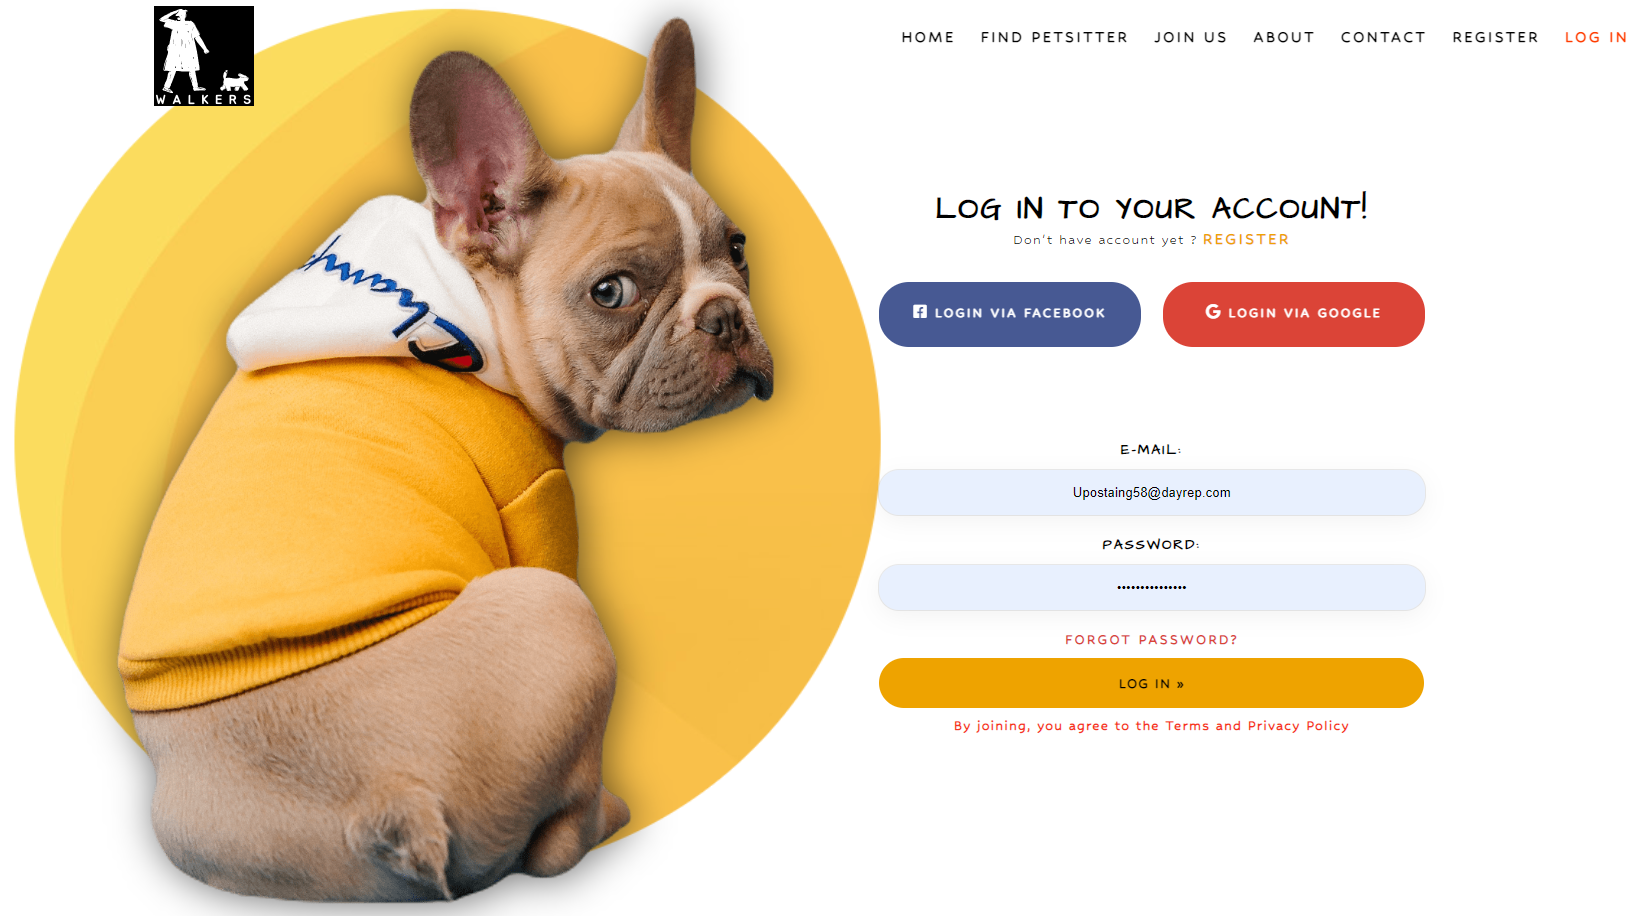 WALKERS
HOME FIND PETSITTER JOIN US ABOUT CONTACT REGISTER LOG IN
Champ
LOG IN TO YOUR ACCOUNT!
Don't have account yet ? REGISTER
LOGIN VIA FACEBOOK
G LOGIN VIA GOOGLE
E-MAIL:
Upostaing58@dayrep.com
PASSWORD:
•••••••••••••••
FORGOT PASSWORD?
LOG IN »
By joining, you agree to the Terms and Privacy Policy